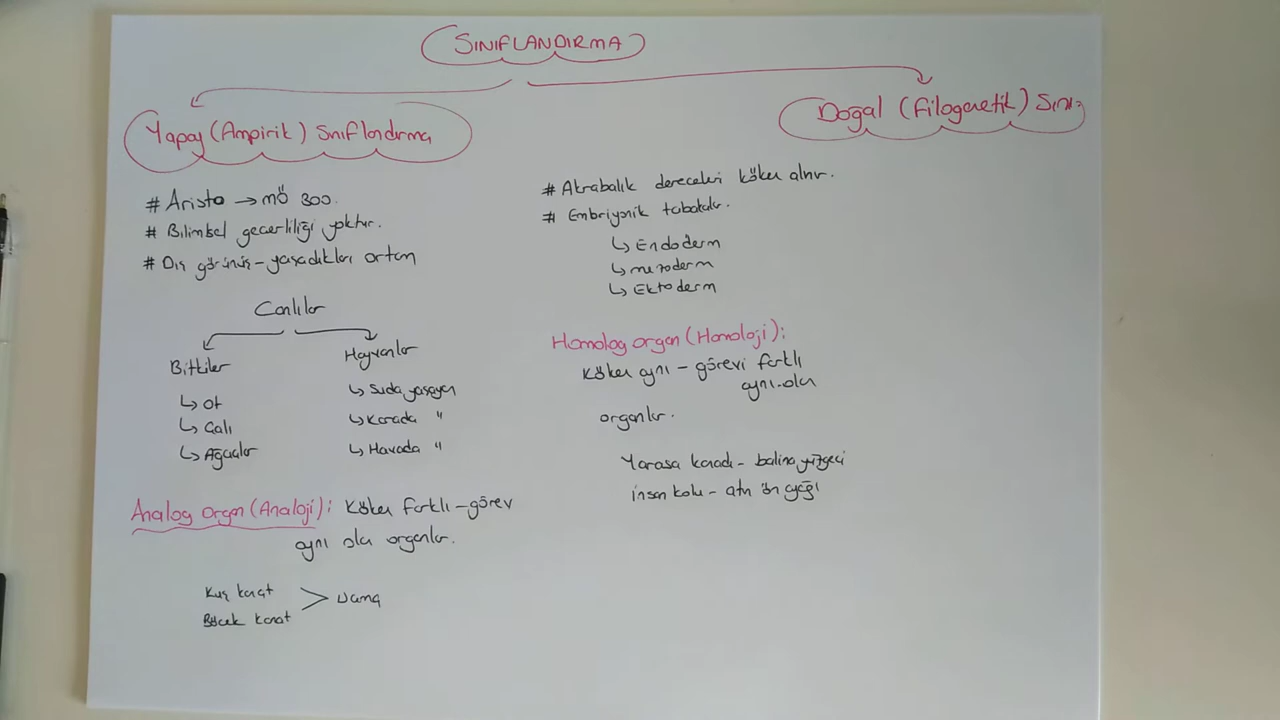 SINIFLANDIRMA
Yapay (Ampirik) Sınıflandırma
# Aristo → mÖ 300.
# Bilimsel geçerliliği yoktur.
# Dış görünüş - yaşadıkları ortam
Canlılar
Bitkiler
↳ Ot
↳ Çalı
↳ Ağaçlar
Hayvanlar
↳ Suda yaşayan
↳ Karada "
↳ Havada "
Analog Organ (Analoji): Köken farklı - görev
aynı olan organlar.
Kuş kanat
Böcek kanat > Uçma
Doğal (Filogenetik) Sını
# Akrabalık dereceleri köken alınır.
# Embriyonik tabakalar.
↳ Endoderm
↳ mezoderm
↳ Ektoderm
Homolog organ (Homoloji):
Köken aynı - görevi farklı
aynı olan
organlar.
Yarasa kanadı - balina yüzgeci
insan kolu - atın ön ayağı